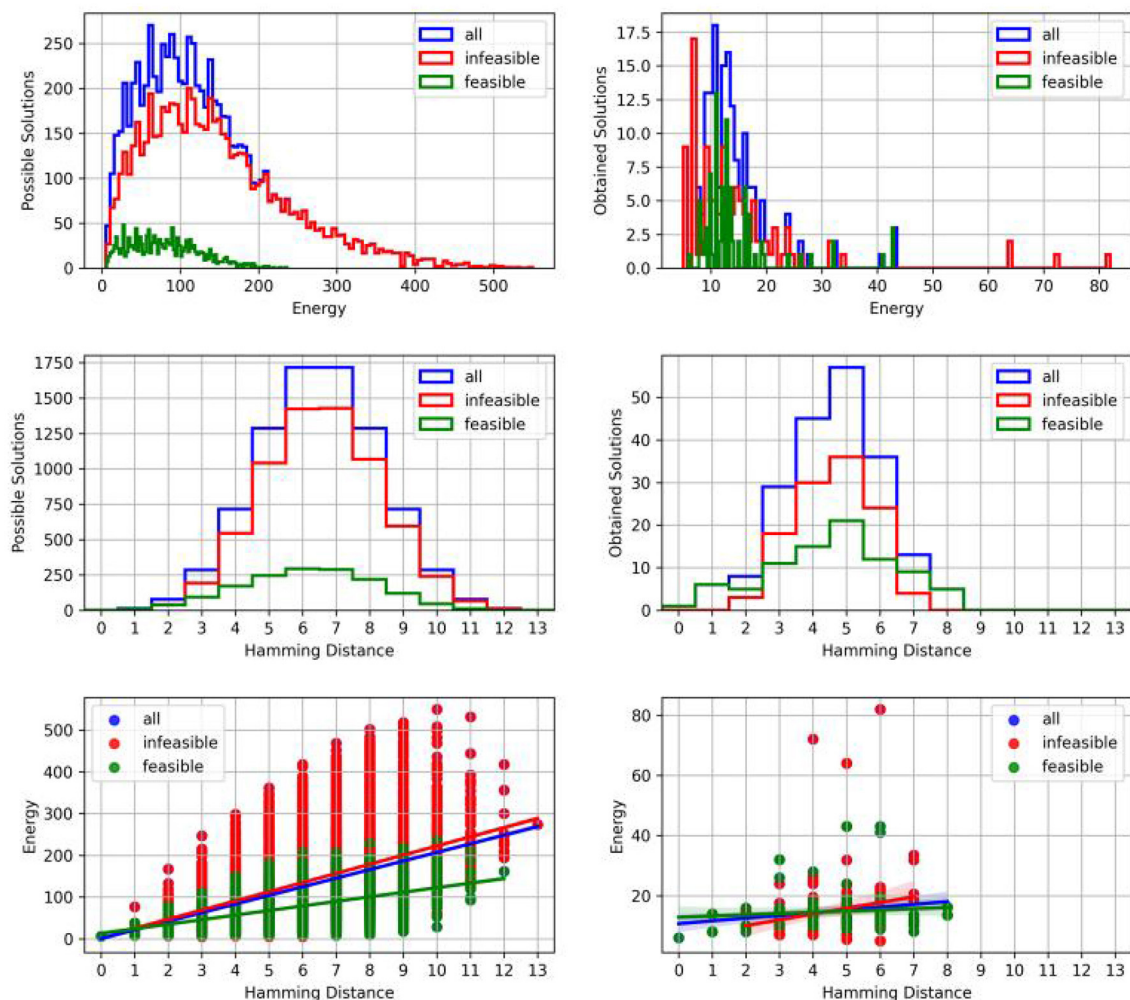 250
200
150
100
50
0
Possible Solutions
all
infeasible
feasible
0 100 200 300 400 500
Energy
17.5
15.0
12.5
10.0
7.5
5.0
2.5
0.0
Obtained Solutions
all
infeasible
feasible
10 20 30 40 50 60 70 80
Energy
1750
1500
1250
1000
750
500
250
0
Possible Solutions
all
infeasible
feasible
0 1 2 3 4 5 6 7 8 9 10 11 12 13
Hamming Distance
50
40
30
20
10
0
Obtained Solutions
all
infeasible
feasible
0 1 2 3 4 5 6 7 8 9 10 11 12 13
Hamming Distance
500
400
300
200
100
0
Energy
all
infeasible
feasible
0 1 2 3 4 5 6 7 8 9 10 11 12 13
Hamming Distance
80
60
40
20
0
Energy
all
infeasible
feasible
0 1 2 3 4 5 6 7 8 9 10 11 12 13
Hamming Distance